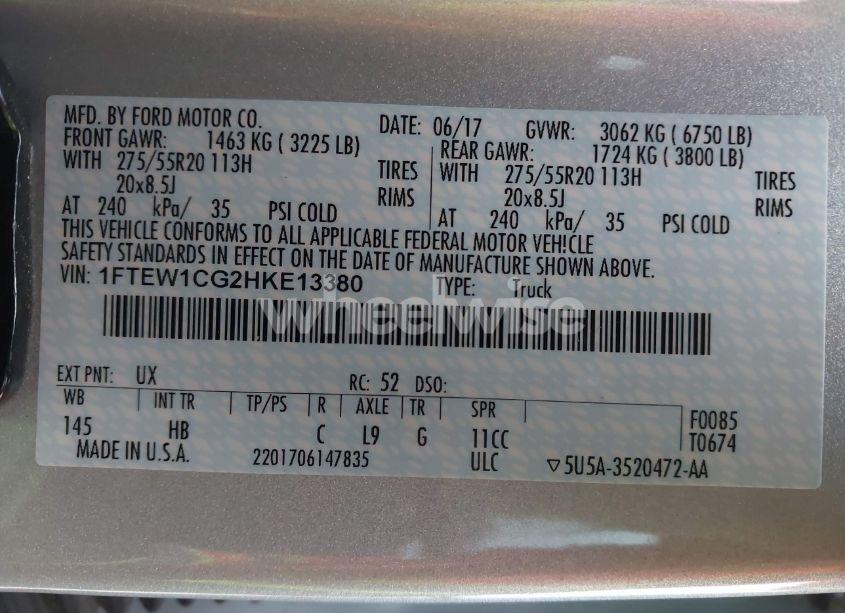 MFD. BY FORD MOTOR CO. DATE: 06/17 GVWR: 3062 KG ( 6750 LB)
FRONT GAWR: 1463 KG ( 3225 LB) REAR GAWR: 1724 KG ( 3800 LB)
WITH 275/55R20 113H TIRES WITH 275/55R20 113H TIRES
20x8.5J RIMS 20x8.5J RIMS
AT 240 kPa/ 35 PSI COLD AT 240 kPa/ 35 PSI COLD
THIS VEHICLE CONFORMS TO ALL APPLICABLE FEDERAL MOTOR VEHICLE
SAFETY STANDARDS IN EFFECT ON THE DATE OF MANUFACTURE SHOWN ABOVE.
VIN: 1FTEW1CG2HKE13380 TYPE: Truck
wheelwise
EXT PNT: UX RC: 52 DSO:
WB INT TR TP/PS R AXLE TR SPR F0085
145 HB C L9 G 11CC T0674
MADE IN U.S.A. 2201706147835 ULC ▽5U5A-3520472-AA